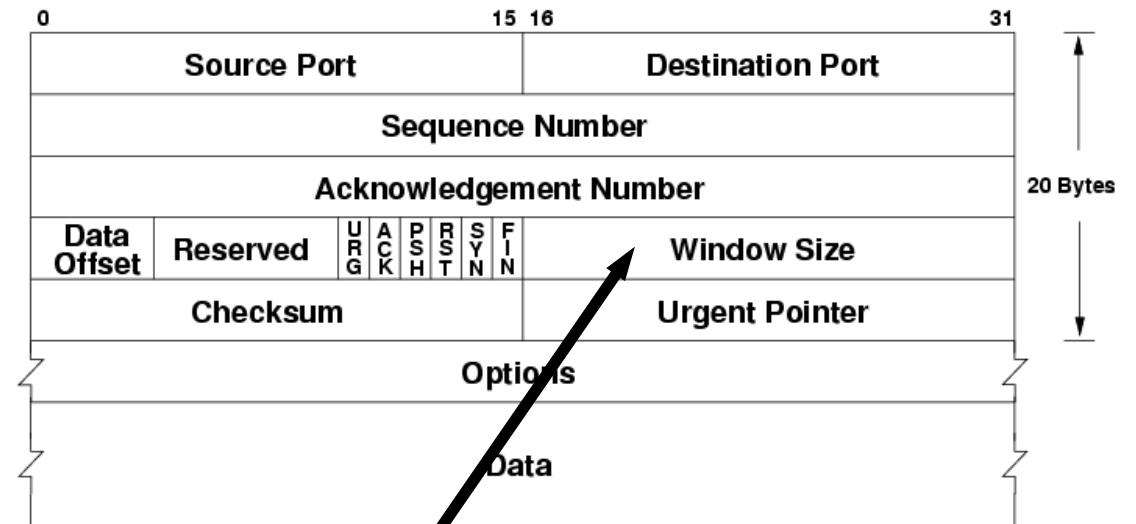 0 15 16 31
Source Port Destination Port
Sequence Number
Acknowledgement Number
20 Bytes
Data Offset Reserved URG ACK PSH RST SYN FIN Window Size
Checksum Urgent Pointer
Options
Data